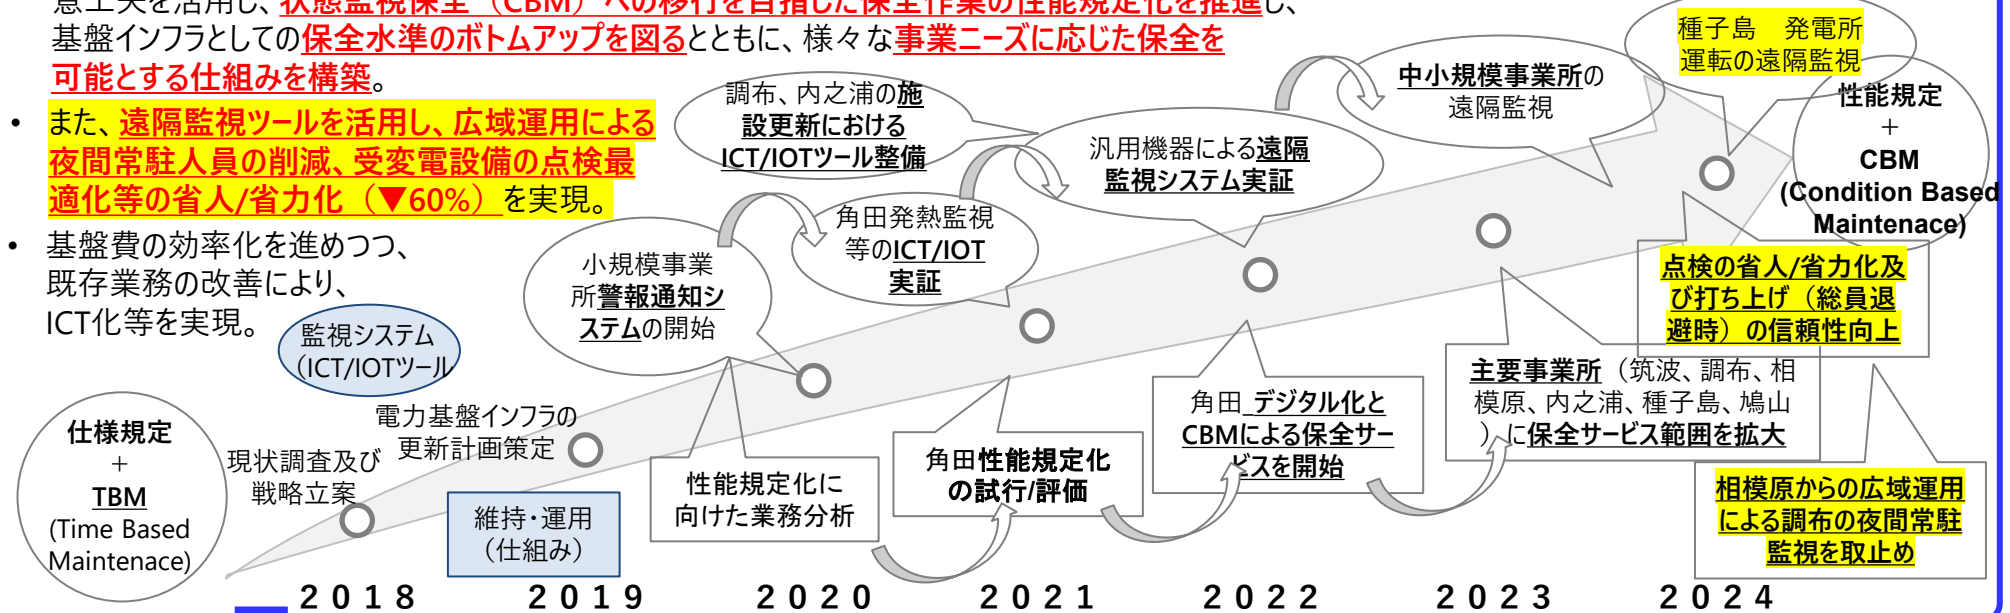 意工夫を活用し、状態監視保全（CBM）への移行を目指した保全作業の性能規定化を推進し、
基盤インフラとしての保全水準のボトムアップを図るとともに、様々な事業ニーズに応じた保全を
可能とする仕組みを構築。
• また、遠隔監視ツールを活用し、広域運用による
夜間常駐人員の削減、受変電設備の点検最
適化等の省人/省力化（▼60%）を実現。
• 基盤費の効率化を進めつつ、
既存業務の改善により、
ICT化等を実現。
監視システム
（ICT/IOTツール
仕様規定
+
TBM
(Time Based
Maintenace)
現状調査及び
戦略立案
電力基盤インフラの
更新計画策定
維持・運用
（仕組み）
小規模事業
所警報通知シ
ステムの開始
性能規定化に
向けた業務分析
調布、内之浦の施
設更新における
ICT/IOTツール整備
角田発熱監視
等のICT/IOT
実証
角田性能規定化
の試行/評価
汎用機器による遠隔
監視システム実証
角田 デジタル化と
CBMによる保全サー
ビスを開始
中小規模事業所の
遠隔監視
主要事業所（筑波、調布、相
模原、内之浦、種子島、鳩山
）に保全サービス範囲を拡大
種子島　発電所
運転の遠隔監視
性能規定
+
CBM
(Condition Based
Maintenace)
点検の省人/省力化及
び打ち上げ（総員退
避時）の信頼性向上
相模原からの広域運用
による調布の夜間常駐
監視を取止め
２０１８
２０１９
２０２０
２０２１
２０２２
２０２３
２０２４